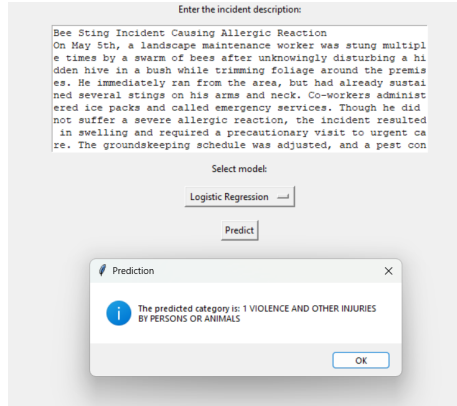 Enter the incident description:
Bee Sting Incident Causing Allergic Reaction
On May 5th, a landscape maintenance worker was stung multipl
e times by a swarm of bees after unknowingly disturbing a hi
dden hive in a bush while trimming foliage around the premis
es. He immediately ran from the area, but had already sustai
ned several stings on his arms and neck. Co-workers administ
ered ice packs and called emergency services. Though he did
not suffer a severe allergic reaction, the incident resulted
in swelling and required a precautionary visit to urgent ca
re. The groundskeeping schedule was adjusted, and a pest con
Select model:
Logistic Regression
Predict
Prediction
The predicted category is: 1 VIOLENCE AND OTHER INJURIES
BY PERSONS OR ANIMALS
OK